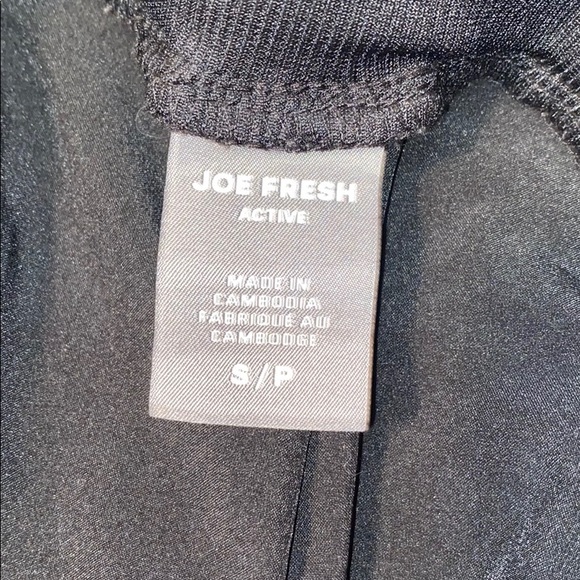 JOE FRESH
ACTIVE
MADE IN
CAMBODIA
FABRIQUÉ AU
CAMBODGE
S/P